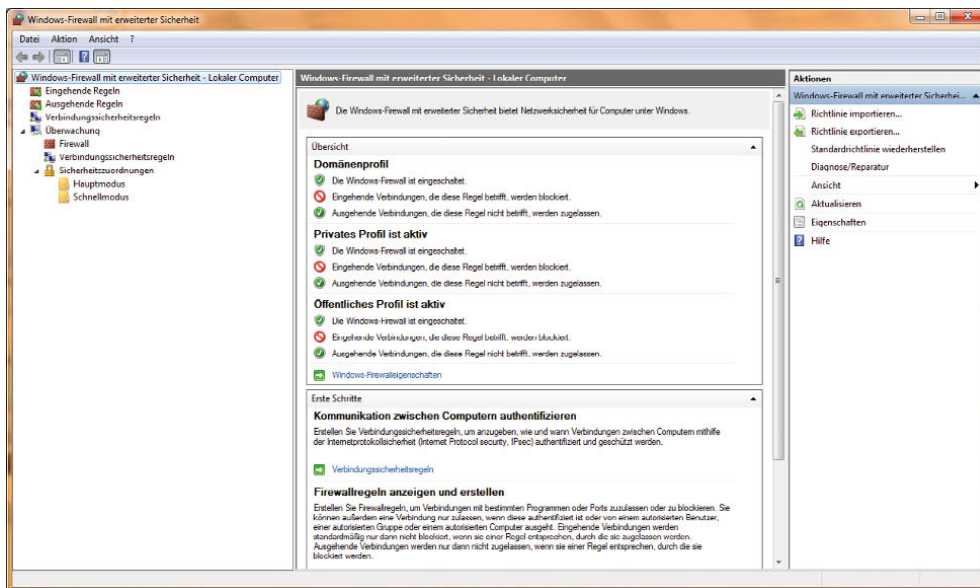 Windows-Firewall mit erweiterter Sicherheit
Datei Aktion Ansicht ?
Windows-Firewall mit erweiterter Sicherheit - Lokaler Computer
Eingehende Regeln
Ausgehende Regeln
Verbindungssicherheitsregeln
Überwachung
Firewall
Verbindungssicherheitsregeln
Sicherheitszuordnungen
Hauptmodus
Schnellmodus
Windows-Firewall mit erweiterter Sicherheit - Lokaler Computer
Die Windows-Firewall mit erweiterter Sicherheit bietet Netzwerksicherheit für Computer unter Windows.
Übersicht
Domänenprofil
Die Windows-Firewall ist eingeschaltet.
Eingehende Verbindungen, die diese Regel betrifft, werden blockiert.
Ausgehende Verbindungen, die diese Regel nicht betrifft, werden zugelassen.
Privates Profil ist aktiv
Die Windows-Firewall ist eingeschaltet.
Eingehende Verbindungen, die diese Regel betrifft, werden blockiert.
Ausgehende Verbindungen, die diese Regel nicht betrifft, werden zugelassen.
Öffentliches Profil ist aktiv
Die Windows-Firewall ist eingeschaltet.
Eingehende Verbindungen, die diese Regel betrifft, werden blockiert.
Ausgehende Verbindungen, die diese Regel nicht betrifft, werden zugelassen.
Windows-Firewalleigenschaften
Erste Schritte
Kommunikation zwischen Computern authentifizieren
Erstellen Sie Verbindungssicherheitsregeln, um anzugeben, wie und wann Verbindungen zwischen Computern mithilfe
der Internetprotokollsicherheit (Internet Protocol security, IPsec) authentifiziert und geschützt werden.
Verbindungssicherheitsregeln
Firewallregeln anzeigen und erstellen
Erstellen Sie Firewallregeln, um Verbindungen mit bestimmten Programmen oder Ports zuzulassen oder zu blockieren. Sie
können außerdem eine Verbindung nur zulassen, wenn diese authentifiziert ist oder von einem autorisierten Benutzer,
einer autorisierten Gruppe oder einem autorisierten Computer ausgeht. Eingehende Verbindungen werden
standardmäßig nur dann nicht blockiert, wenn sie einer Regel entsprechen, durch die sie zugelassen werden.
Ausgehende Verbindungen werden nur dann nicht zugelassen, wenn sie einer Regel entsprechen, durch die sie
blockiert werden.
Aktionen
Windows-Firewall mit erweiterter Sicherhei...
Richtlinie importieren...
Richtlinie exportieren...
Standardrichtlinie wiederherstellen
Diagnose/Reparatur
Ansicht
Aktualisieren
Eigenschaften
Hilfe